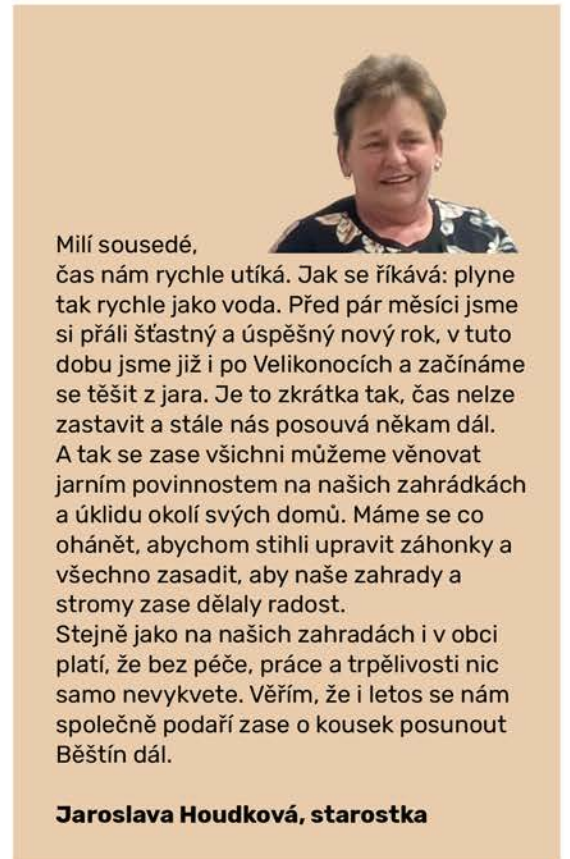 Milí sousedé,
čas nám rychle utíká. Jak se říkává: plyne
tak rychle jako voda. Před pár měsíci jsme
si přáli šťastný a úspěšný nový rok, v tuto
dobu jsme již i po Velikonocích a začínáme
se těšit z jara. Je to zkrátka tak, čas nelze
zastavit a stále nás posouvá někam dál.
A tak se zase všichni můžeme věnovat
jarním povinnostem na našich zahrádkách
a úklidu okolí svých domů. Máme se co
ohánět, abychom stihli upravit záhonky a
všechno zasadit, aby naše zahrady a
stromy zase dělaly radost.
Stejně jako na našich zahradách i v obci
platí, že bez péče, práce a trpělivosti nic
samo nevykvete. Věřím, že i letos se nám
společně podaří zase o kousek posunout
Běštín dál.
Jaroslava Houdková, starostka